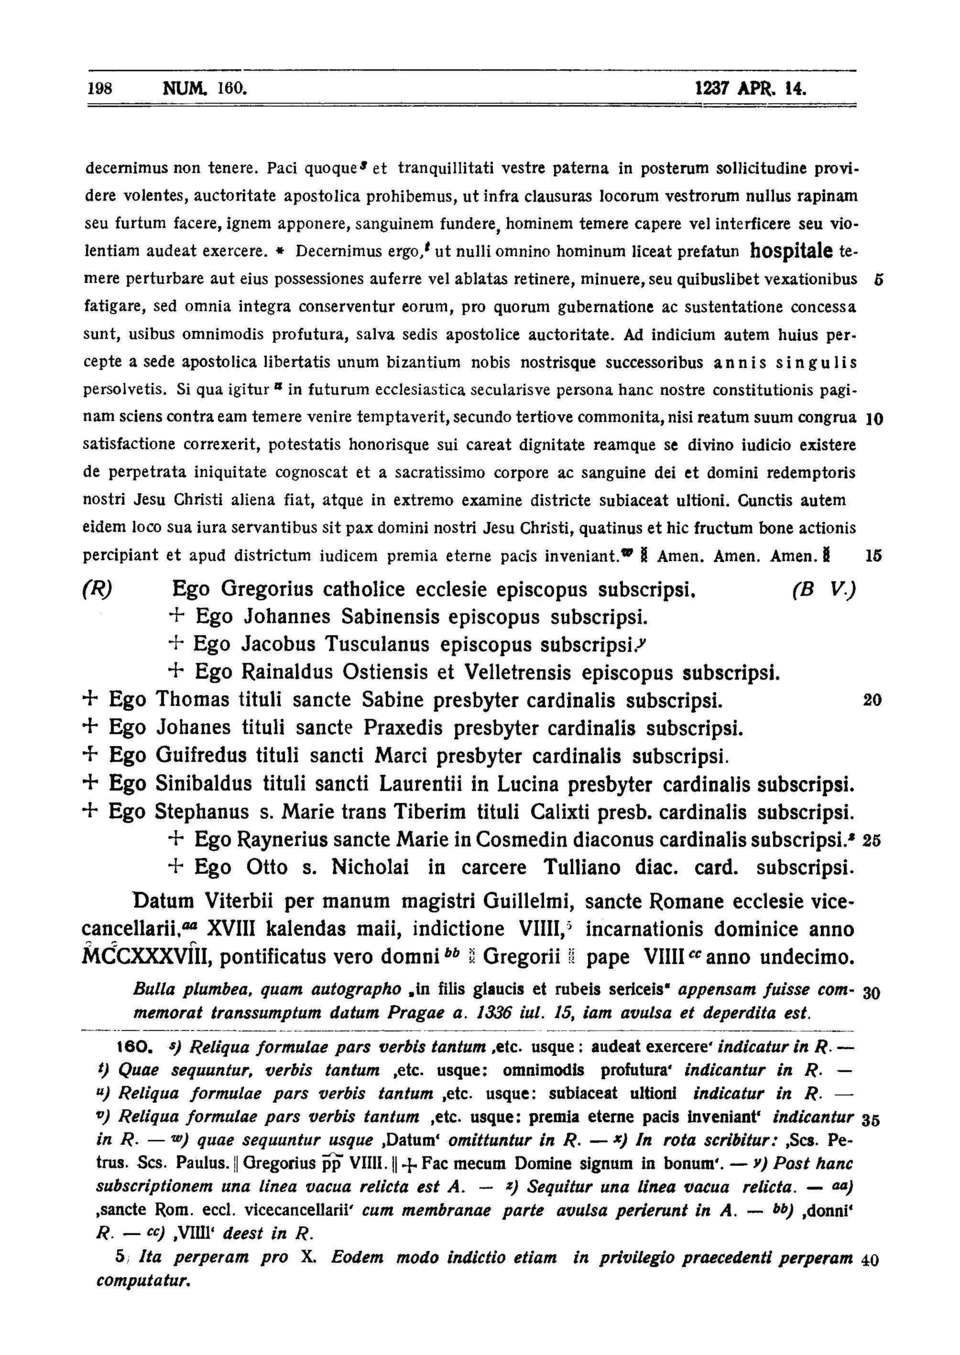 198 NUM. 160. 1237 APR. 14.
decernimus non tenere. Paci quoque ˢ et tranquillitati vestre paterna in posterum sollicitudine provi-
dere volentes, auctoritate apostolica prohibemus, ut infra clausuras locorum vestrorum nullus rapinam
seu furtum facere, ignem apponere, sanguinem fundere, hominem temere capere vel interficere seu vio-
lentiam audeat exercere. * Decernimus ergo,ᵗ ut nulli omnino hominum liceat prefatun hospitale te-
mere perturbare aut eius possessiones auferre vel ablatas retinere, minuere, seu quibuslibet vexationibus 5
fatigare, sed omnia integra conserventur eorum, pro quorum gubernatione ac sustentatione concessa
sunt, usibus omnimodis profutura, salva sedis apostolice auctoritate. Ad indicium autem huius per-
cepte a sede apostolica libertatis unum bizantium nobis nostrisque successoribus annis singulis
persolvetis. Si qua igitur ᵘ in futurum ecclesiastica secularisve persona hanc nostre constitutionis pagi-
nam sciens contra eam temere venire temptaverit, secundo tertiove commonita, nisi reatum suum congrua 10
satisfactione correxerit, potestatis honorisque sui careat dignitate reamque se divino iudicio existere
de perpetrata iniquitate cognoscat et a sacratissimo corpore ac sanguine dei et domini redemptoris
nostri Jesu Christi aliena fiat, atque in extremo examine districte subiaceat ultioni. Cunctis autem
eidem loco sua iura servantibus sit pax domini nostri Jesu Christi, quatinus et hic fructum bone actionis
percipiant et apud districtum iudicem premia eterne pacis inveniant.ʷ Amen. Amen. Amen. 15
(R) Ego Gregorius catholice ecclesie episcopus subscripsi. (B V.)
+ Ego Johannes Sabinensis episcopus subscripsi.
+ Ego Jacobus Tusculanus episcopus subscripsi.ʸ
+ Ego Rainaldus Ostiensis et Velletrensis episcopus subscripsi.
+ Ego Thomas tituli sancte Sabine presbyter cardinalis subscripsi. 20
+ Ego Johanes tituli sancte Praxedis presbyter cardinalis subscripsi.
+ Ego Guifredus tituli sancti Marci presbyter cardinalis subscripsi.
+ Ego Sinibaldus tituli sancti Laurentii in Lucina presbyter cardinalis subscripsi.
+ Ego Stephanus s. Marie trans Tiberim tituli Calixti presb. cardinalis subscripsi.
+ Ego Raynerius sancte Marie in Cosmedin diaconus cardinalis subscripsi.ᶻ 25
+ Ego Otto s. Nicholai in carcere Tulliano diac. card. subscripsi.
Datum Viterbii per manum magistri Guillelmi, sancte Romane ecclesie vice-
cancellarii,ᵃᵃ XVIII kalendas maii, indictione VIIII,⁵ incarnationis dominice anno
MCCXXXVIII, pontificatus vero domni ᵇᵇ Gregorii pape VIIII ᶜᶜ anno undecimo.
Bulla plumbea, quam autographo „in filis glaucis et rubeis sericeis" appensam fuisse com- 30
memorat transsumptum datum Pragae a. 1336 iul. 15, iam avulsa et deperdita est.
160. s) Reliqua formulae pars verbis tantum ‚etc. usque : audeat exercere‘ indicatur in R. —
t) Quae sequuntur, verbis tantum ‚etc. usque: omnimodis profutura‘ indicantur in R. —
u) Reliqua formulae pars verbis tantum ‚etc. usque: subiaceat ultioni indicatur in R. —
v) Reliqua formulae pars verbis tantum ‚etc. usque: premia eterne pacis inveniant‘ indicantur 35
in R. — w) quae sequuntur usque ‚Datum‘ omittuntur in R. — x) In rota scribitur: ‚Scs. Pe-
trus. Scs. Paulus. || Gregorius pp VIIII. || + Fac mecum Domine signum in bonum‘. — y) Post hanc
subscriptionem una linea vacua relicta est A. — z) Sequitur una linea vacua relicta. — aa)
‚sancte Rom. eccl. vicecancellarii‘ cum membranae parte avulsa perierunt in A. — bb) ‚donni‘
R. — cc) ‚VIIII‘ deest in R.
5, Ita perperam pro X. Eodem modo indictio etiam in privilegio praecedenti perperam 40
computatur.